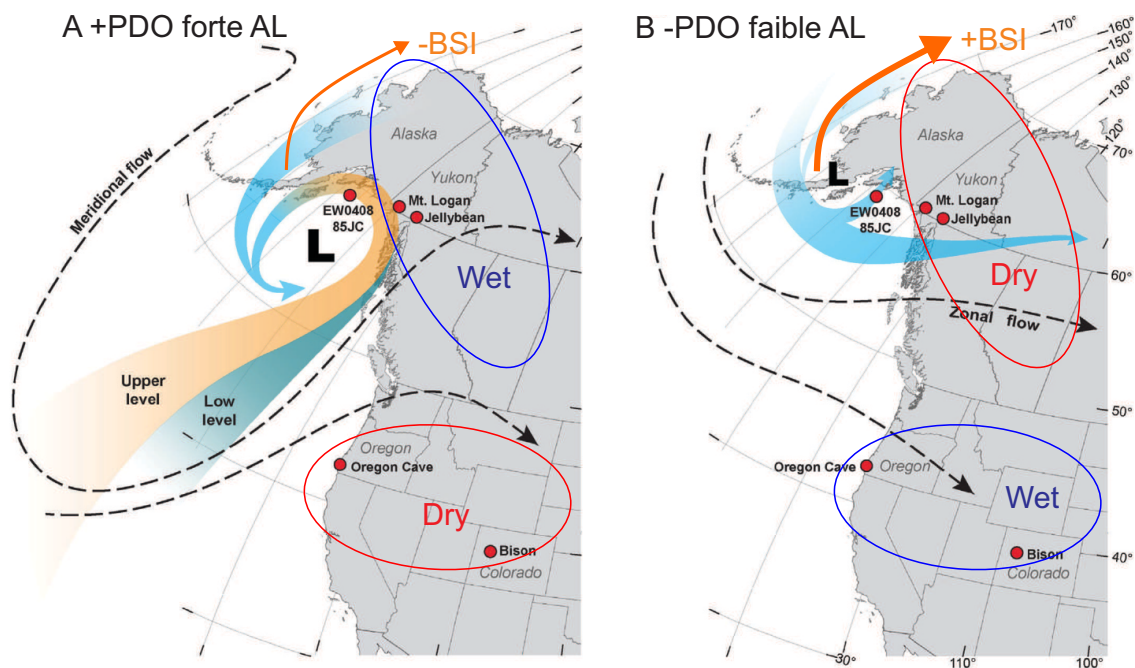 A +PDO forte AL
-BSI
Alaska
Meridional flow
Yukon
EW0408
85JC
Mt. Logan
Jellybean
L
Wet
Upper
level
Low
level
Oregon
Oregon Cave
Dry
Bison
Colorado
B -PDO faible AL
+BSI
170°
160°
150°
140°
130°
120°
70°
Alaska
L
Yukon
EW0408
85JC
Mt. Logan
Jellybean
Dry
60°
Zonal flow
50°
Oregon Cave
Oregon
Wet
Bison
Colorado
40°
30°
110°
100°